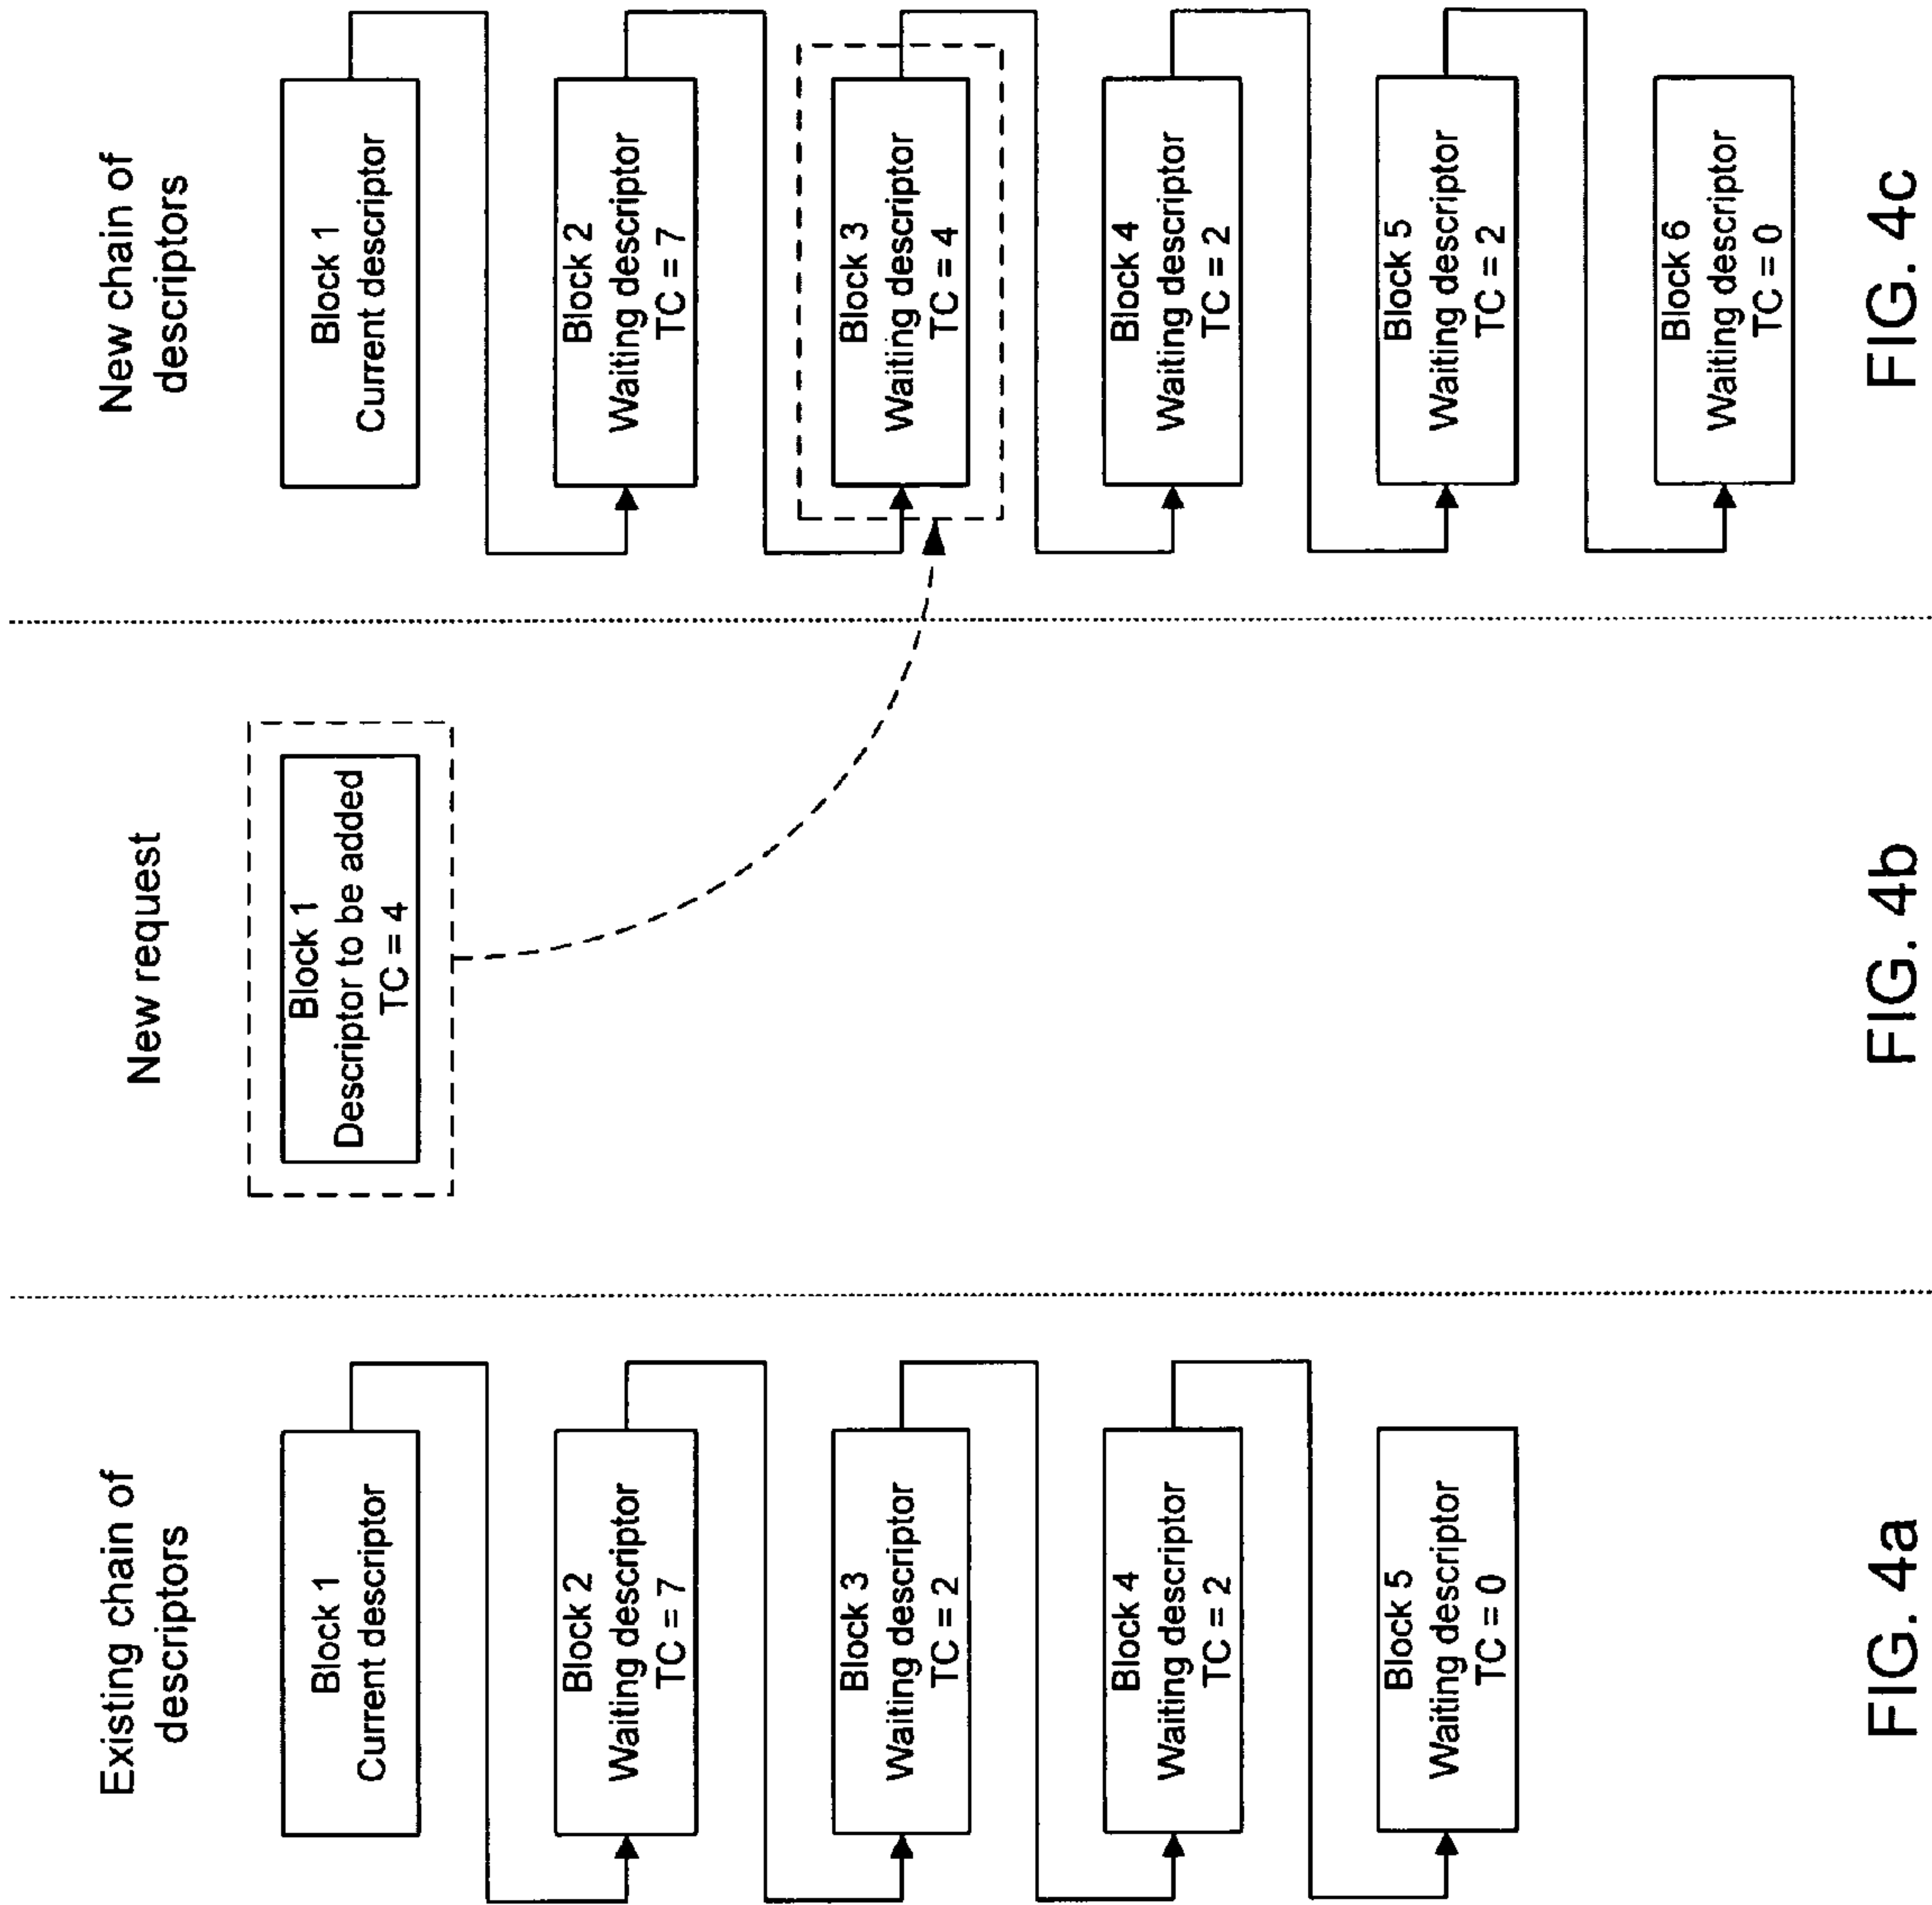 Existing chain of
descriptors
Block 1
Current descriptor
Block 2
Waiting descriptor
TC = 7
Block 3
Waiting descriptor
TC = 2
Block 4
Waiting descriptor
TC = 2
Block 5
Waiting descriptor
TC = 0
FIG. 4a
New request
Block 1
Descriptor to be added
TC = 4
FIG. 4b
New chain of
descriptors
Block 1
Current descriptor
Block 2
Waiting descriptor
TC = 7
Block 3
Waiting descriptor
TC = 4
Block 4
Waiting descriptor
TC = 2
Block 5
Waiting descriptor
TC = 2
Block 6
Waiting descriptor
TC = 0
FIG. 4c